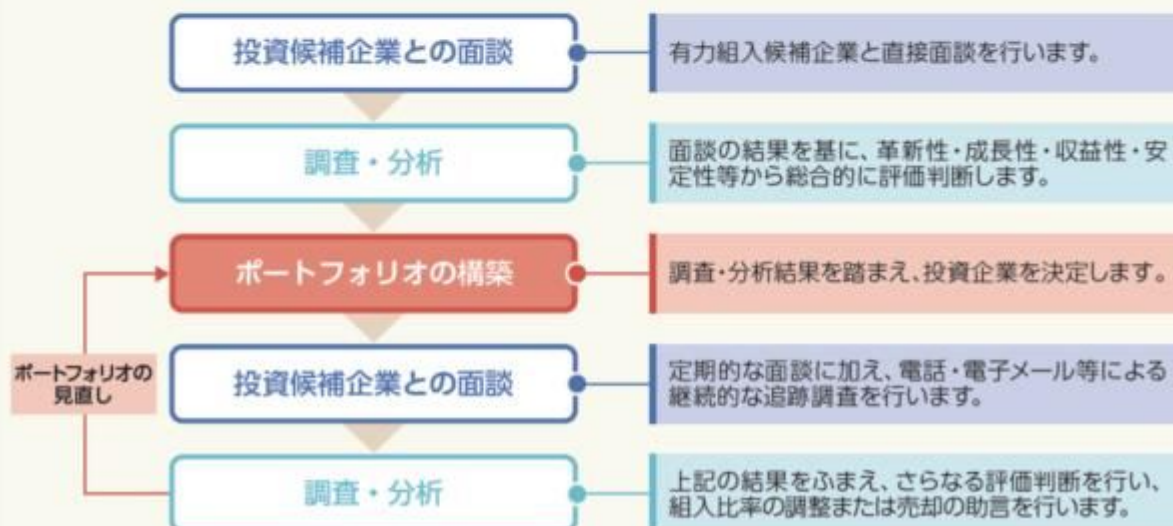 投資候補企業との面談
有力組入候補企業と直接面談を行います。
調査・分析
面談の結果を基に、革新性・成長性・収益性・安
定性等から総合的に評価判断します。
ポートフォリオの構築
調査・分析結果を踏まえ、投資企業を決定します。
ポートフォリオの
見直し
投資候補企業との面談
定期的な面談に加え、電話・電子メール等による
継続的な追跡調査を行います。
調査・分析
上記の結果をふまえ、さらなる評価判断を行い、
組入比率の調整または売却の助言を行います。